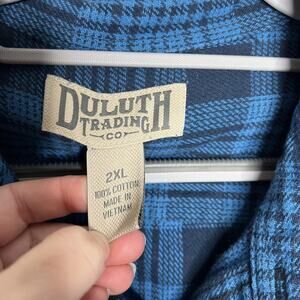 DULUTH
TRADING
CO
2XL
100% COTTON
MADE IN
VIETNAM